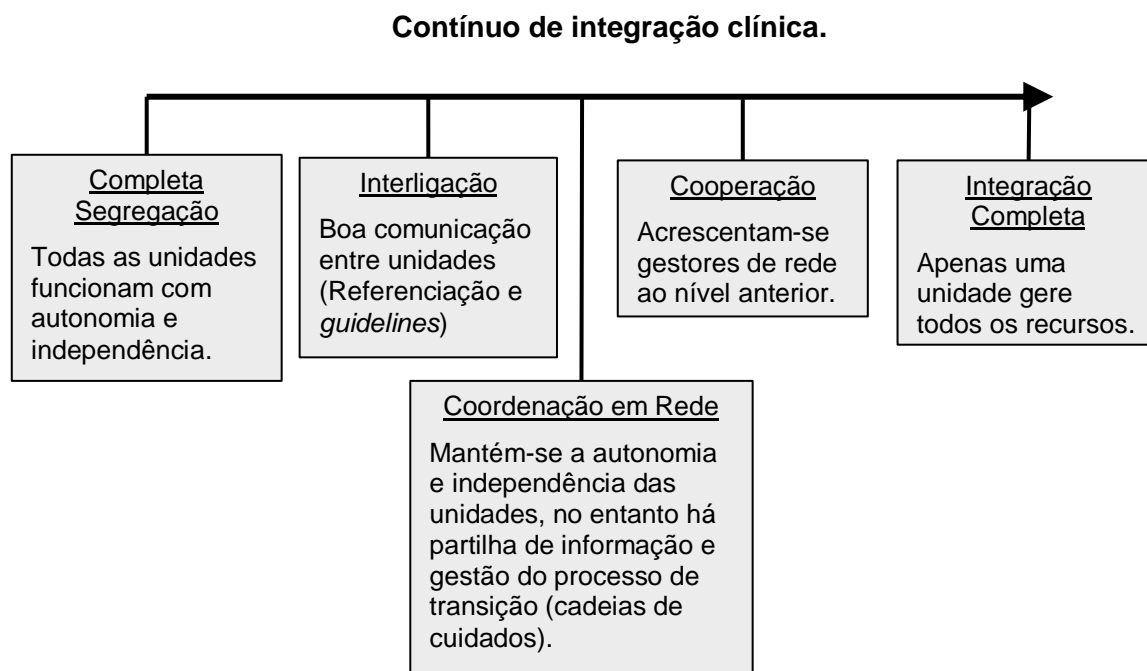 Contínuo de integração clínica.
Completa
Segregação
Todas as unidades
funcionam com
autonomia e
independência.
Interligação
Boa comunicação
entre unidades
(Referenciação e
guidelines)
Coordenação em Rede
Mantém-se a autonomia
e independência das
unidades, no entanto há
partilha de informação e
gestão do processo de
transição (cadeias de
cuidados).
Cooperação
Acrescentam-se
gestores de rede
ao nível anterior.
Integração
Completa
Apenas uma
unidade gere
todos os recursos.